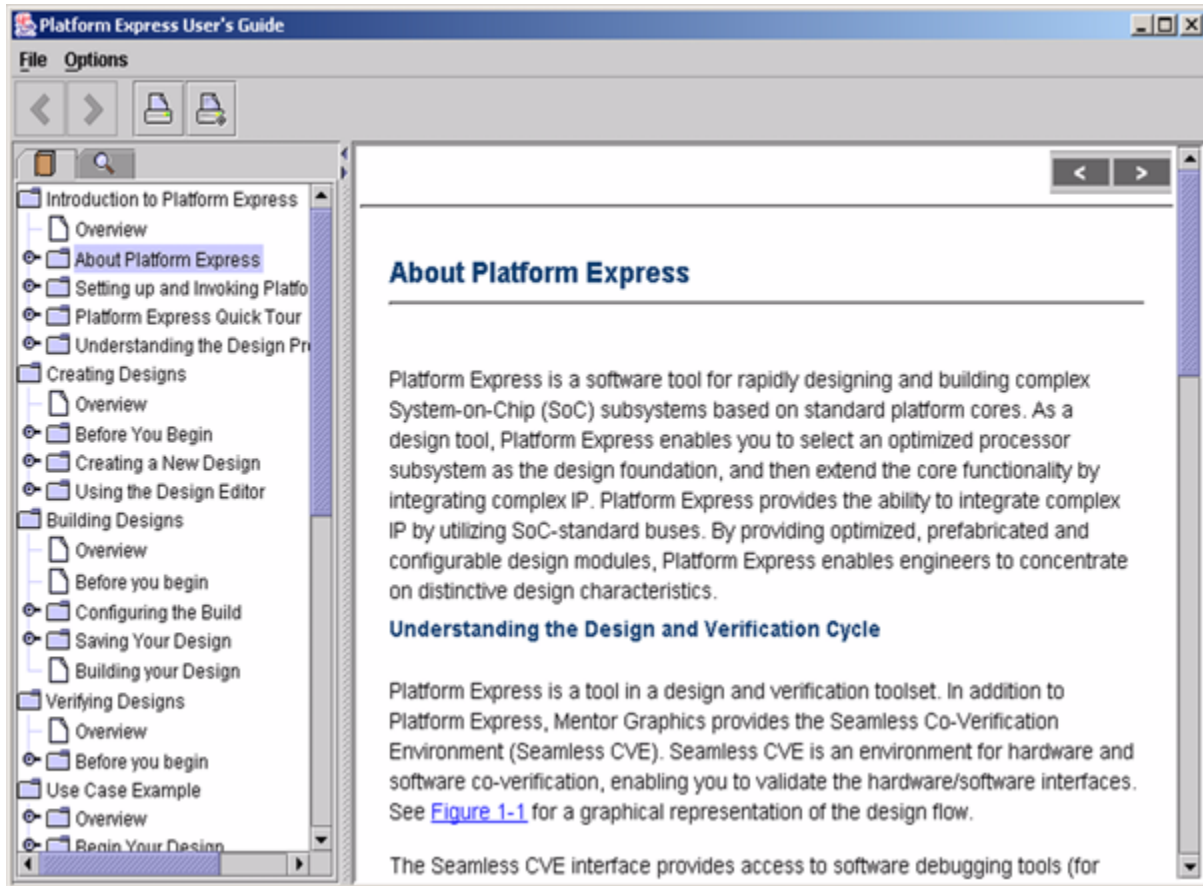 Platform Express User's Guide
File Options
Introduction to Platform Express
Overview
About Platform Express
Setting up and Invoking Platfo
Platform Express Quick Tour
Understanding the Design Pr
Creating Designs
Overview
Before You Begin
Creating a New Design
Using the Design Editor
Building Designs
Overview
Before you begin
Configuring the Build
Saving Your Design
Building your Design
Verifying Designs
Overview
Before you begin
Use Case Example
Overview
Begin Your Design
< >
About Platform Express
Platform Express is a software tool for rapidly designing and building complex
System-on-Chip (SoC) subsystems based on standard platform cores. As a
design tool, Platform Express enables you to select an optimized processor
subsystem as the design foundation, and then extend the core functionality by
integrating complex IP. Platform Express provides the ability to integrate complex
IP by utilizing SoC-standard buses. By providing optimized, prefabricated and
configurable design modules, Platform Express enables engineers to concentrate
on distinctive design characteristics.
Understanding the Design and Verification Cycle
Platform Express is a tool in a design and verification toolset. In addition to
Platform Express, Mentor Graphics provides the Seamless Co-Verification
Environment (Seamless CVE). Seamless CVE is an environment for hardware and
software co-verification, enabling you to validate the hardware/software interfaces.
See Figure 1-1 for a graphical representation of the design flow.
The Seamless CVE interface provides access to software debugging tools (for